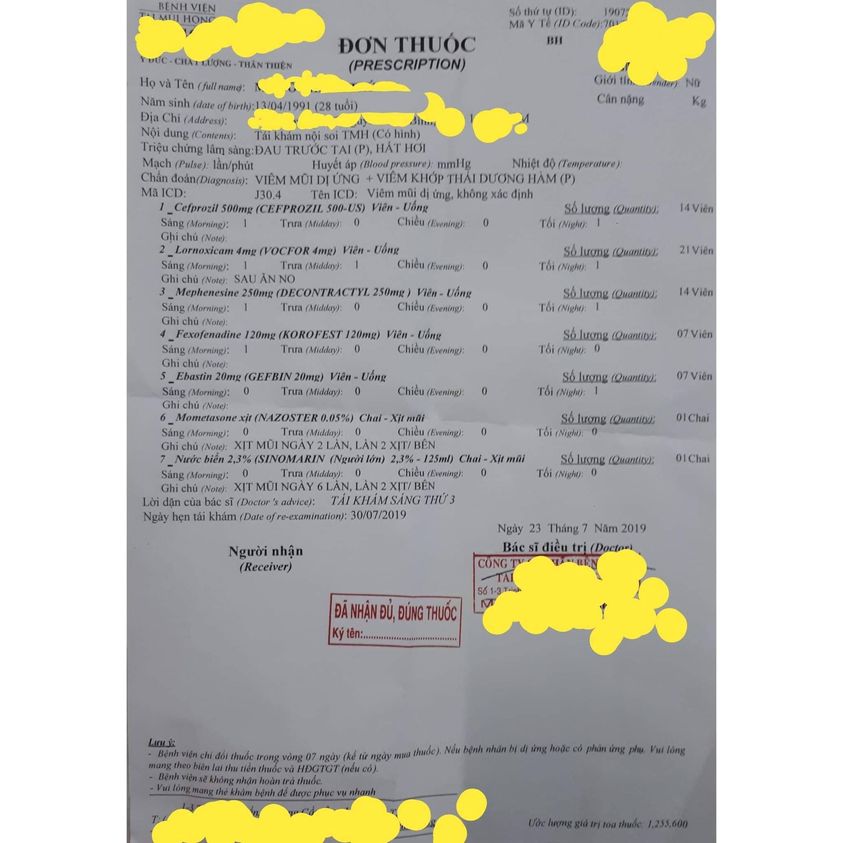 BỆNH VIỆN
TAI MŨI HỌNG
Y ĐỨC - CHẤT LƯỢNG - THÂN THIỆN
Số thứ tự (ID): 1907
Mã Y Tế (ID Code):
ĐƠN THUỐC
BH
(PRESCRIPTION)
Họ và Tên (full name):
Giới Nữ
Năm sinh (date of birth): 13/04/1991 (28 tuổi)
Cân nặng Kg
Địa Chỉ (Address):
Nội dung (Contents): Tái khám nội soi TMH (Có hình)
Triệu chứng lâm sàng: ĐAU TRƯỚC TAI (P), HẮT HƠI
Mạch (Pulse): lần/phút Huyết áp (Blood pressure): mmHg Nhiệt độ (Temperature):
Chẩn đoán(Diagnosis): VIÊM MŨI DỊ ỨNG + VIÊM KHỚP THÁI DƯƠNG HÀM (P)
Mã ICD: J30.4 Tên ICD: Viêm mũi dị ứng, không xác định
1 _Cefprozil 500mg (CEFPROZIL 500-US) Viên - Uống Số lượng (Quantity): 14 Viên
Sáng (Morning): 1 Trưa (Midday): 0 Chiều (Evening): 0 Tối (Night): 1
Ghi chú (Note):
2 _Lornoxicam 4mg (VOCFOR 4mg) Viên - Uống Số lượng (Quantity): 21 Viên
Sáng (Morning): 1 Trưa (Midday): 1 Chiều (Evening): 0 Tối (Night): 1
Ghi chú (Note): SAU ĂN NO
3 _Mephenesine 250mg (DECONTRACTYL 250mg ) Viên - Uống Số lượng (Quantity): 14 Viên
Sáng (Morning): 1 Trưa (Midday): 0 Chiều (Evening): 0 Tối (Night): 1
Ghi chú (Note):
4 _Fexofenadine 120mg (KOROFEST 120mg) Viên - Uống Số lượng (Quantity): 07 Viên
Sáng (Morning): 1 Trưa (Midday): 0 Chiều (Evening): 0 Tối (Night): 0
Ghi chú (Note):
5 _Ebastin 20mg (GEFBIN 20mg) Viên - Uống Số lượng (Quantity): 07 Viên
Sáng (Morning): 0 Trưa (Midday): 0 Chiều (Evening): 0 Tối (Night): 1
Ghi chú (Note):
6 _Mometasone xịt (NAZOSTER 0.05%) Chai - Xịt mũi Số lượng (Quantity): 01 Chai
Sáng (Morning): 0 Trưa (Midday): 0 Chiều (Evening): 0 Tối (Night): 0
Ghi chú (Note): XỊT MŨI NGÀY 2 LẦN, LẦN 2 XỊT/ BÊN
7 _Nước biển 2,3% (SINOMARIN (Người lớn) 2,3% - 125ml) Chai - Xịt mũi Số lượng (Quantity): 01 Chai
Sáng (Morning): 0 Trưa (Midday): 0 Chiều (Evening): 0 Tối (Night): 0
Ghi chú (Note): XỊT MŨI NGÀY 6 LẦN, LẦN 2 XỊT/ BÊN
Lời dặn của bác sĩ (Doctor's advice): TÁI KHÁM SÁNG THỨ 3
Ngày hẹn tái khám (Date of re-examination): 30/07/2019
Ngày 23 Tháng 7 Năm 2019
Người nhận Bác sĩ điều trị (Doctor)
(Receiver)
CÔNG TY
Số 1-3
ĐÃ NHẬN ĐỦ, ĐÚNG THUỐC
Ký tên:
Lưu ý:
- Bệnh viện chỉ đổi thuốc trong vòng 07 ngày (kể từ ngày mua thuốc). Nếu bệnh nhân bị dị ứng hoặc có phản ứng phụ. Vui lòng
mang theo biên lai thu tiền thuốc và HĐGTGT (nếu có).
- Bệnh viện sẽ không nhận hoàn trả thuốc.
- Vui lòng mang thẻ khám bệnh để được phục vụ nhanh
Ước lượng giá trị toa thuốc: 1,255,600